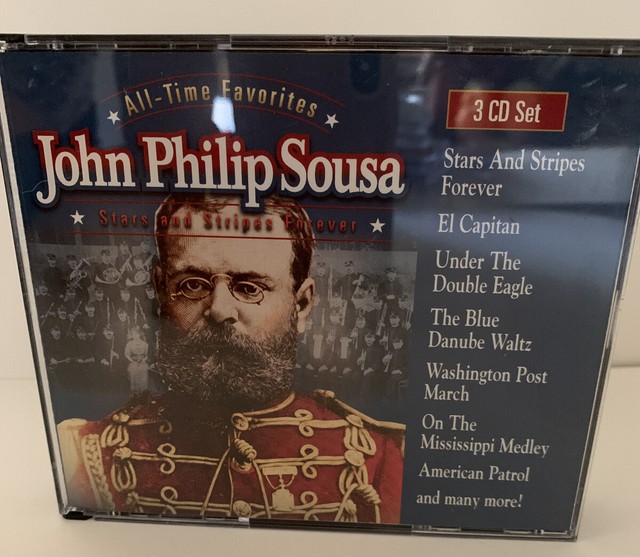 All-Time Favorites
John Philip Sousa
Stars and Stripes Forever
3 CD Set
Stars And Stripes
Forever
El Capitan
Under The
Double Eagle
The Blue
Danube Waltz
Washington Post
March
On The
Mississippi Medley
American Patrol
and many more!